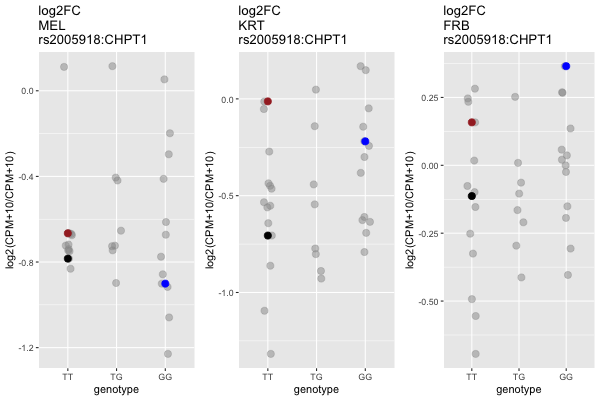 log2FC
MEL
rs2005918:CHPT1
log2(CPM+10/CPM+10)
0.0
-0.4
-0.8
-1.2
TT TG GG
genotype
log2FC
KRT
rs2005918:CHPT1
log2(CPM+10/CPM+10)
0.0
-0.5
-1.0
TT TG GG
genotype
log2FC
FRB
rs2005918:CHPT1
log2(CPM+10/CPM+10)
0.25
0.00
-0.25
-0.50
TT TG GG
genotype